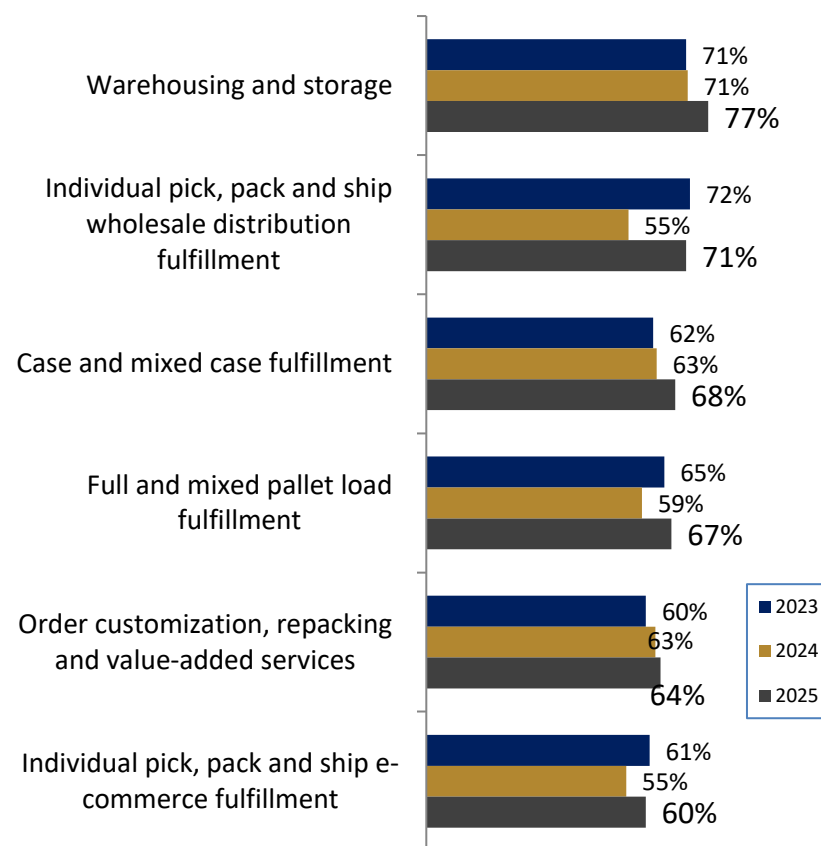 Warehousing and storage
71%
71%
77%
Individual pick, pack and ship
wholesale distribution
fulfillment
72%
55%
71%
Case and mixed case fulfillment
62%
63%
68%
Full and mixed pallet load
fulfillment
65%
59%
67%
Order customization, repacking
and value-added services
60%
63%
64%
Individual pick, pack and ship e-
commerce fulfillment
61%
55%
60%
2023
2024
2025